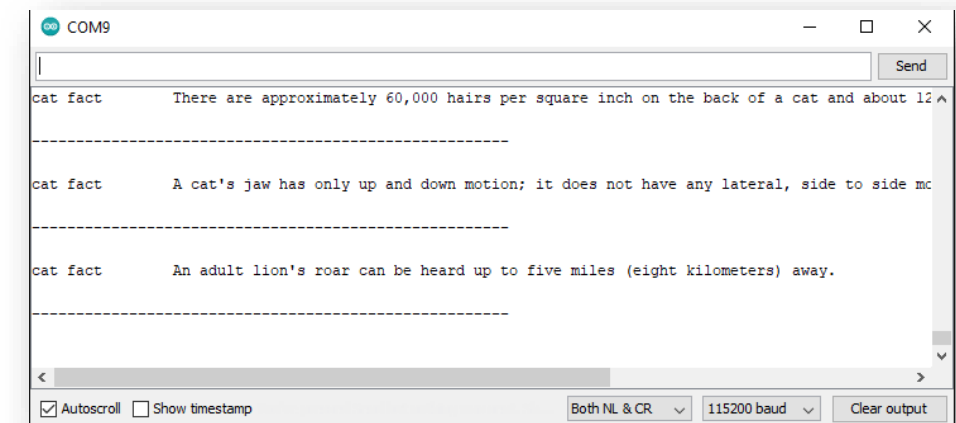 COM9
Send
cat fact There are approximately 60,000 hairs per square inch on the back of a cat and about 12
----------------------------------------------------
cat fact A cat's jaw has only up and down motion; it does not have any lateral, side to side
----------------------------------------------------
cat fact An adult lion's roar can be heard up to five miles (eight kilometers) away.
----------------------------------------------------
Autoscroll Show timestamp Both NL & CR 115200 baud Clear output